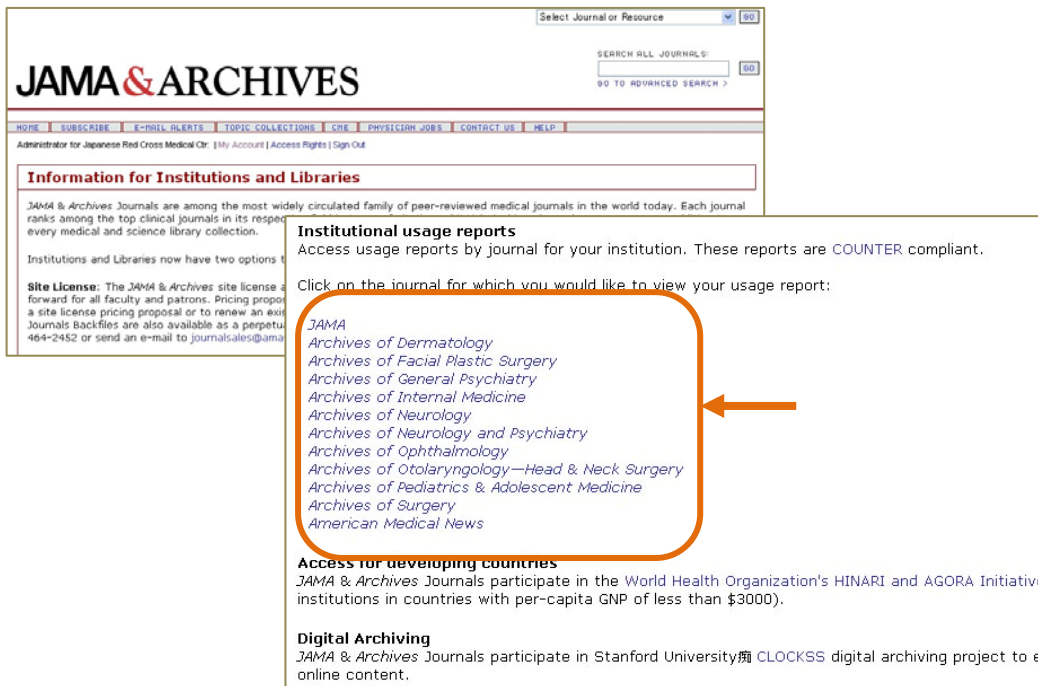 Select Journal or Resource GO
SEARCH ALL JOURNALS:
GO
GO TO ADVANCED SEARCH >
JAMA&ARCHIVES
HOME SUBSCRIBE E-MAIL ALERTS TOPIC COLLECTIONS CME PHYSICIAN JOBS CONTACT US HELP
Administrator for Japanese Red Cross Medical Ctr. | My Account | Access Rights | Sign Out
Information for Institutions and Libraries
JAMA & Archives Journals are among the most widely circulated family of peer-reviewed medical journals in the world today. Each journal
ranks among the top clinical journals in its
every medical and science library collection.
Institutions and Libraries now have two options
Site License: The JAMA & Archives site license
forward for all faculty and patrons. Pricing
a site license pricing proposal or to renew an
Journals Backfiles are also available as a
464-2452 or send an e-mail to journalsales@ama
Institutional usage reports
Access usage reports by journal for your institution. These reports are COUNTER compliant.
Click on the journal for which you would like to view your usage report:
JAMA
Archives of Dermatology
Archives of Facial Plastic Surgery
Archives of General Psychiatry
Archives of Internal Medicine
Archives of Neurology
Archives of Neurology and Psychiatry
Archives of Ophthalmology
Archives of Otolaryngology—Head & Neck Surgery
Archives of Pediatrics & Adolescent Medicine
Archives of Surgery
American Medical News
Access for developing countries
JAMA & Archives Journals participate in the World Health Organization's HINARI and AGORA Initiative
institutions in countries with per-capita GNP of less than $3000).
Digital Archiving
JAMA & Archives Journals participate in Stanford University痴 CLOCKSS digital archiving project to e
online content.